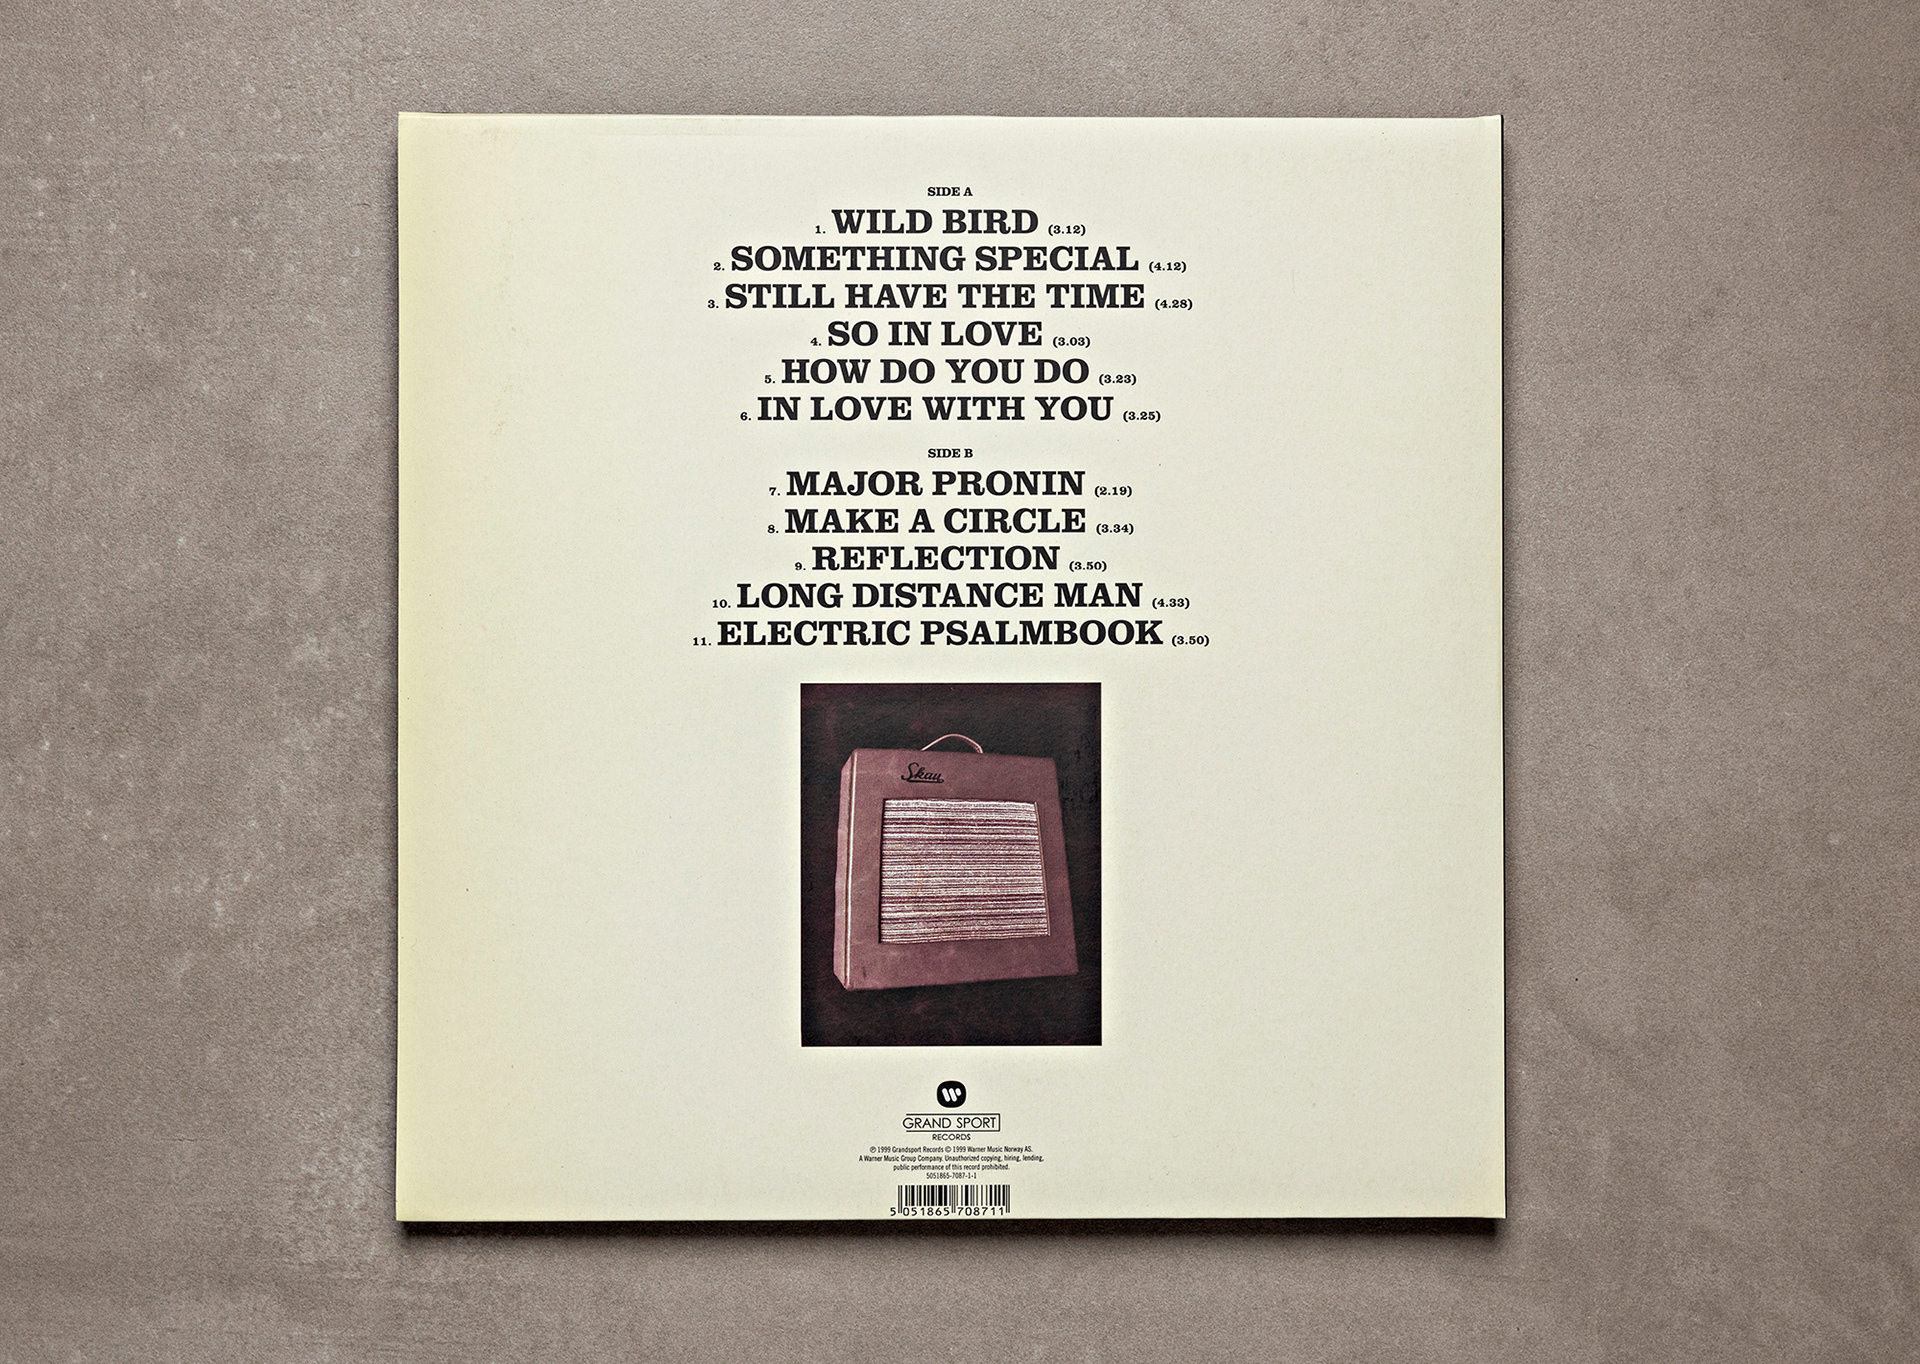 SIDE A
1. WILD BIRD (3.12)
2. SOMETHING SPECIAL (4.12)
3. STILL HAVE THE TIME (4.28)
4. SO IN LOVE (3.03)
5. HOW DO YOU DO (3.23)
6. IN LOVE WITH YOU (3.25)
SIDE B
7. MAJOR PRONIN (2.19)
8. MAKE A CIRCLE (3.34)
9. REFLECTION (3.50)
10. LONG DISTANCE MAN (4.33)
11. ELECTRIC PSALMBOOK (3.50)
Skau
GRAND SPORT
RECORDS
℗ 1999 Grandsport Records © 1999 Warner Music Norway AS.
A Warner Music Group Company. Unauthorized copying, hiring, lending,
public performance of this record prohibited.
5051865-7087-1-1
5 051865 708711